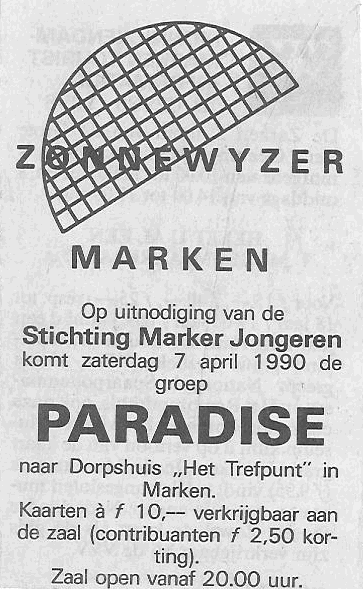 ZONNEWYZER
MARKEN
Op uitnodiging van de
Stichting Marker Jongeren
komt zaterdag 7 april 1990 de
groep
PARADISE
naar Dorpshuis „Het Trefpunt” in
Marken.
Kaarten à f 10,–– verkrijgbaar aan
de zaal (contribuanten f 2,50 kor-
ting).
Zaal open vanaf 20.00 uur.